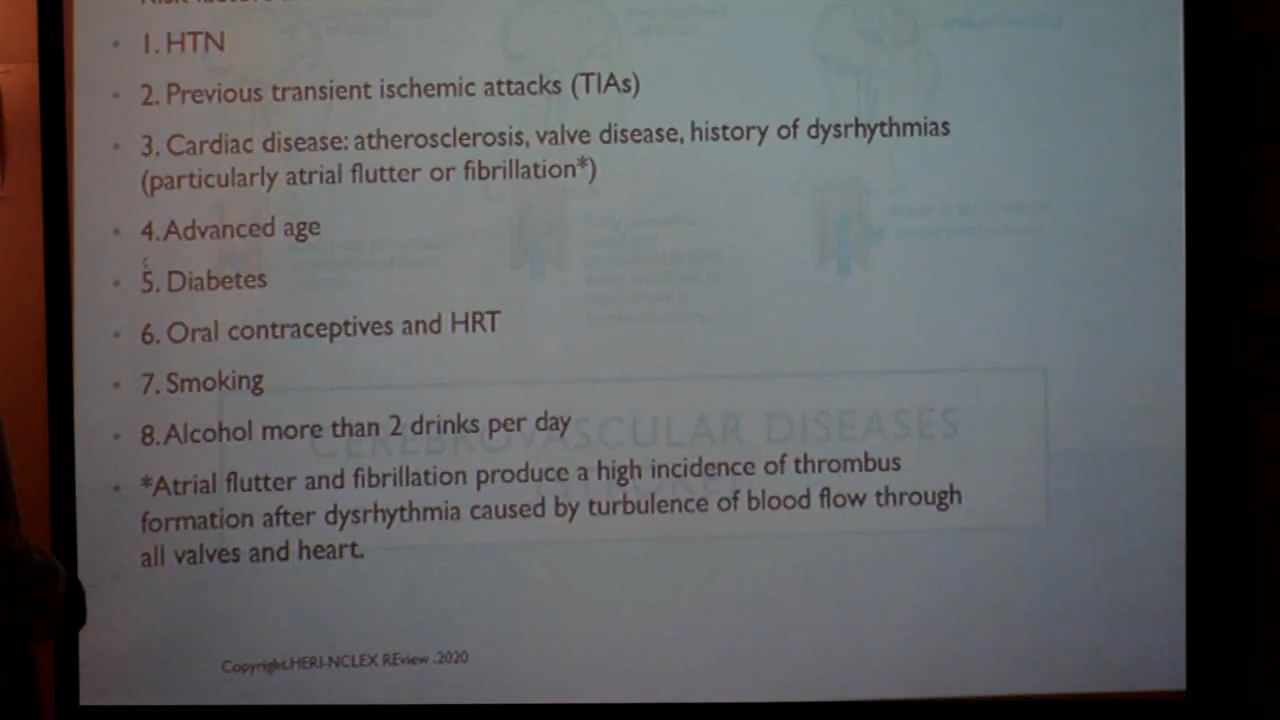 • 1. HTN
• 2. Previous transient ischemic attacks (TIAs)
• 3. Cardiac disease: atherosclerosis, valve disease, history of dysrhythmias
(particularly atrial flutter or fibrillation*)
• 4. Advanced age
• 5. Diabetes
• 6. Oral contraceptives and HRT
• 7. Smoking
• 8. Alcohol more than 2 drinks per day
CEREBROVASCULAR DISEASES
• *Atrial flutter and fibrillation produce a high incidence of thrombus
formation after dysrhythmia caused by turbulence of blood flow through
all valves and heart.
Copyright.HERI-NCLEX REview .2020